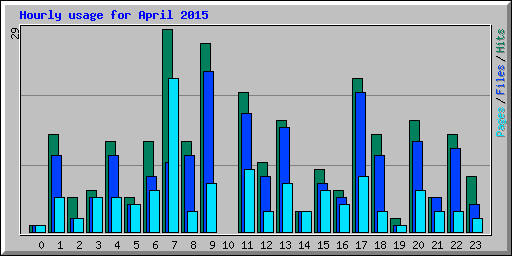 Hourly usage for April 2015
29
Pages / Files / Hits
0 1 2 3 4 5 6 7 8 9 10 11 12 13 14 15 16 17 18 19 20 21 22 23